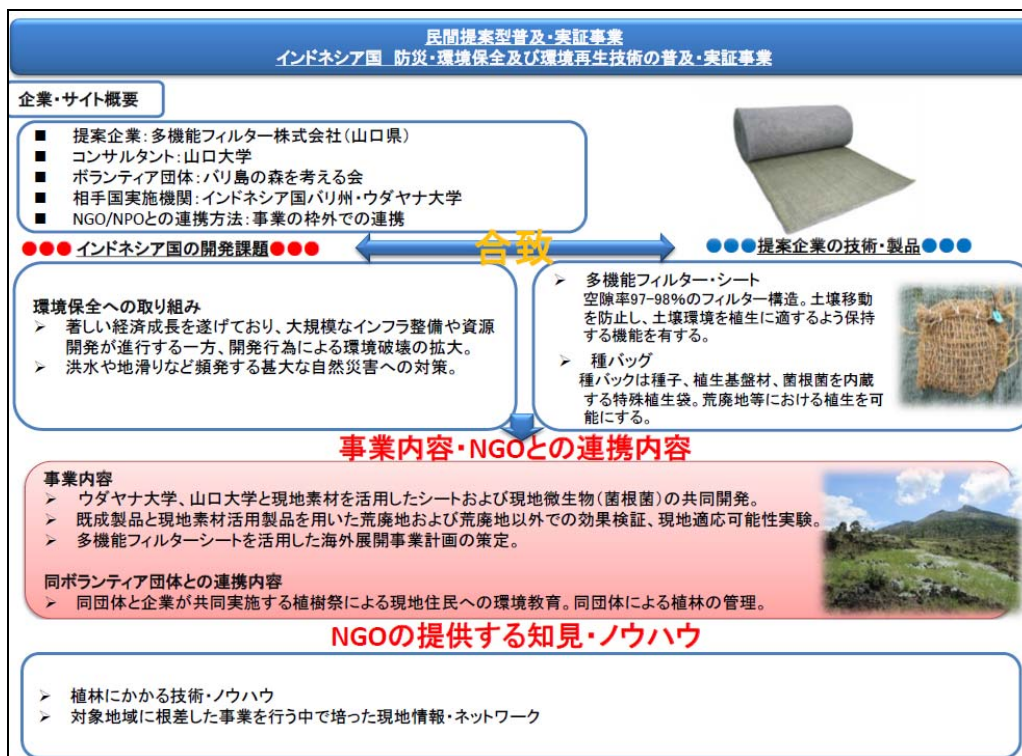 民間提案型普及・実証事業
インドネシア国 防災・環境保全及び環境再生技術の普及・実証事業
企業・サイト概要
■ 提案企業：多機能フィルター株式会社（山口県）
■ コンサルタント：山口大学
■ ボランティア団体：バリ島の森を考える会
■ 相手国実施機関：インドネシア国バリ州・ウダヤナ大学
■ NGO/NPOとの連携方法：事業の枠外での連携
●●●インドネシア国の開発課題●●●
合致
●●●提案企業の技術・製品●●●
環境保全への取り組み
➢ 著しい経済成長を遂げており、大規模なインフラ整備や資源
開発が進行する一方、開発行為による環境破壊の拡大。
➢ 洪水や地滑りなど頻発する甚大な自然災害への対策。
➢ 多機能フィルター・シート
空隙率97-98%のフィルター構造。土壌移動
を防止し、土壌環境を植生に適するよう保持
する機能を有する。
➢ 種バッグ
種バックは種子、植生基盤材、菌根菌を内蔵
する特殊植生袋。荒廃地等における植生を可
能にする。
事業内容・NGOとの連携内容
事業内容
➢ ウダヤナ大学、山口大学と現地素材を活用したシートおよび現地微生物（菌根菌）の共同開発。
➢ 既成製品と現地素材活用製品を用いた荒廃地および荒廃地以外での効果検証、現地適応可能性実験。
➢ 多機能フィルターシートを活用した海外展開事業計画の策定。
同ボランティア団体との連携内容
➢ 同団体と企業が共同実施する植樹祭による現地住民への環境教育。同団体による植林の管理。
NGOの提供する知見・ノウハウ
➢ 植林にかかる技術・ノウハウ
➢ 対象地域に根差した事業を行う中で培った現地情報・ネットワーク